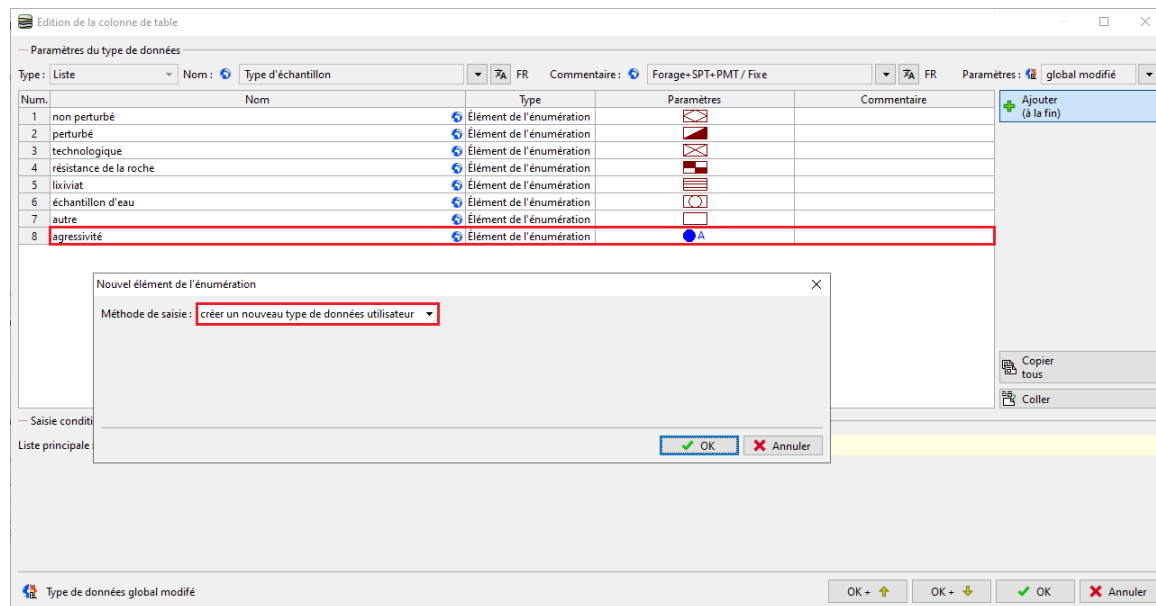 Edition de la colonne de table
Paramètres du type de données
Type : Liste Nom : Type d'échantillon FR Commentaire : Forage+SPT+PMT / Fixe FR Paramètres : global modifié
Num. Nom Type Paramètres Commentaire
1 non perturbé Élément de l'énumération
2 perturbé Élément de l'énumération
3 technologique Élément de l'énumération
4 résistance de la roche Élément de l'énumération
5 lixiviat Élément de l'énumération
6 échantillon d'eau Élément de l'énumération
7 autre Élément de l'énumération
8 agressivité Élément de l'énumération A
Ajouter
(à la fin)
Nouvel élément de l'énumération
Méthode de saisie : créer un nouveau type de données utilisateur
OK Annuler
Copier
tous
Coller
Saisie conditi
Liste principale :
Type de données global modifé
OK + OK + OK Annuler